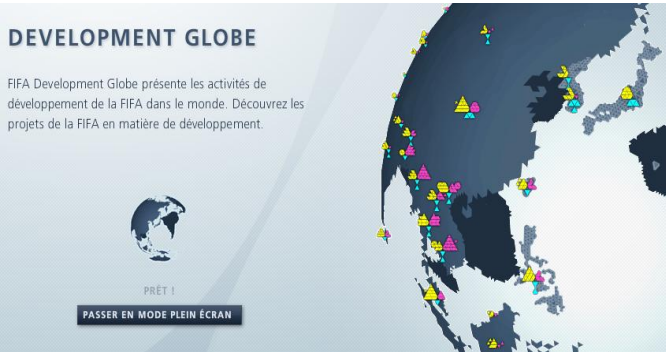 DEVELOPMENT GLOBE
FIFA Development Globe présente les activités de
développement de la FIFA dans le monde. Découvrez les
projets de la FIFA en matière de développement.
PRÊT !
PASSER EN MODE PLEIN ÉCRAN